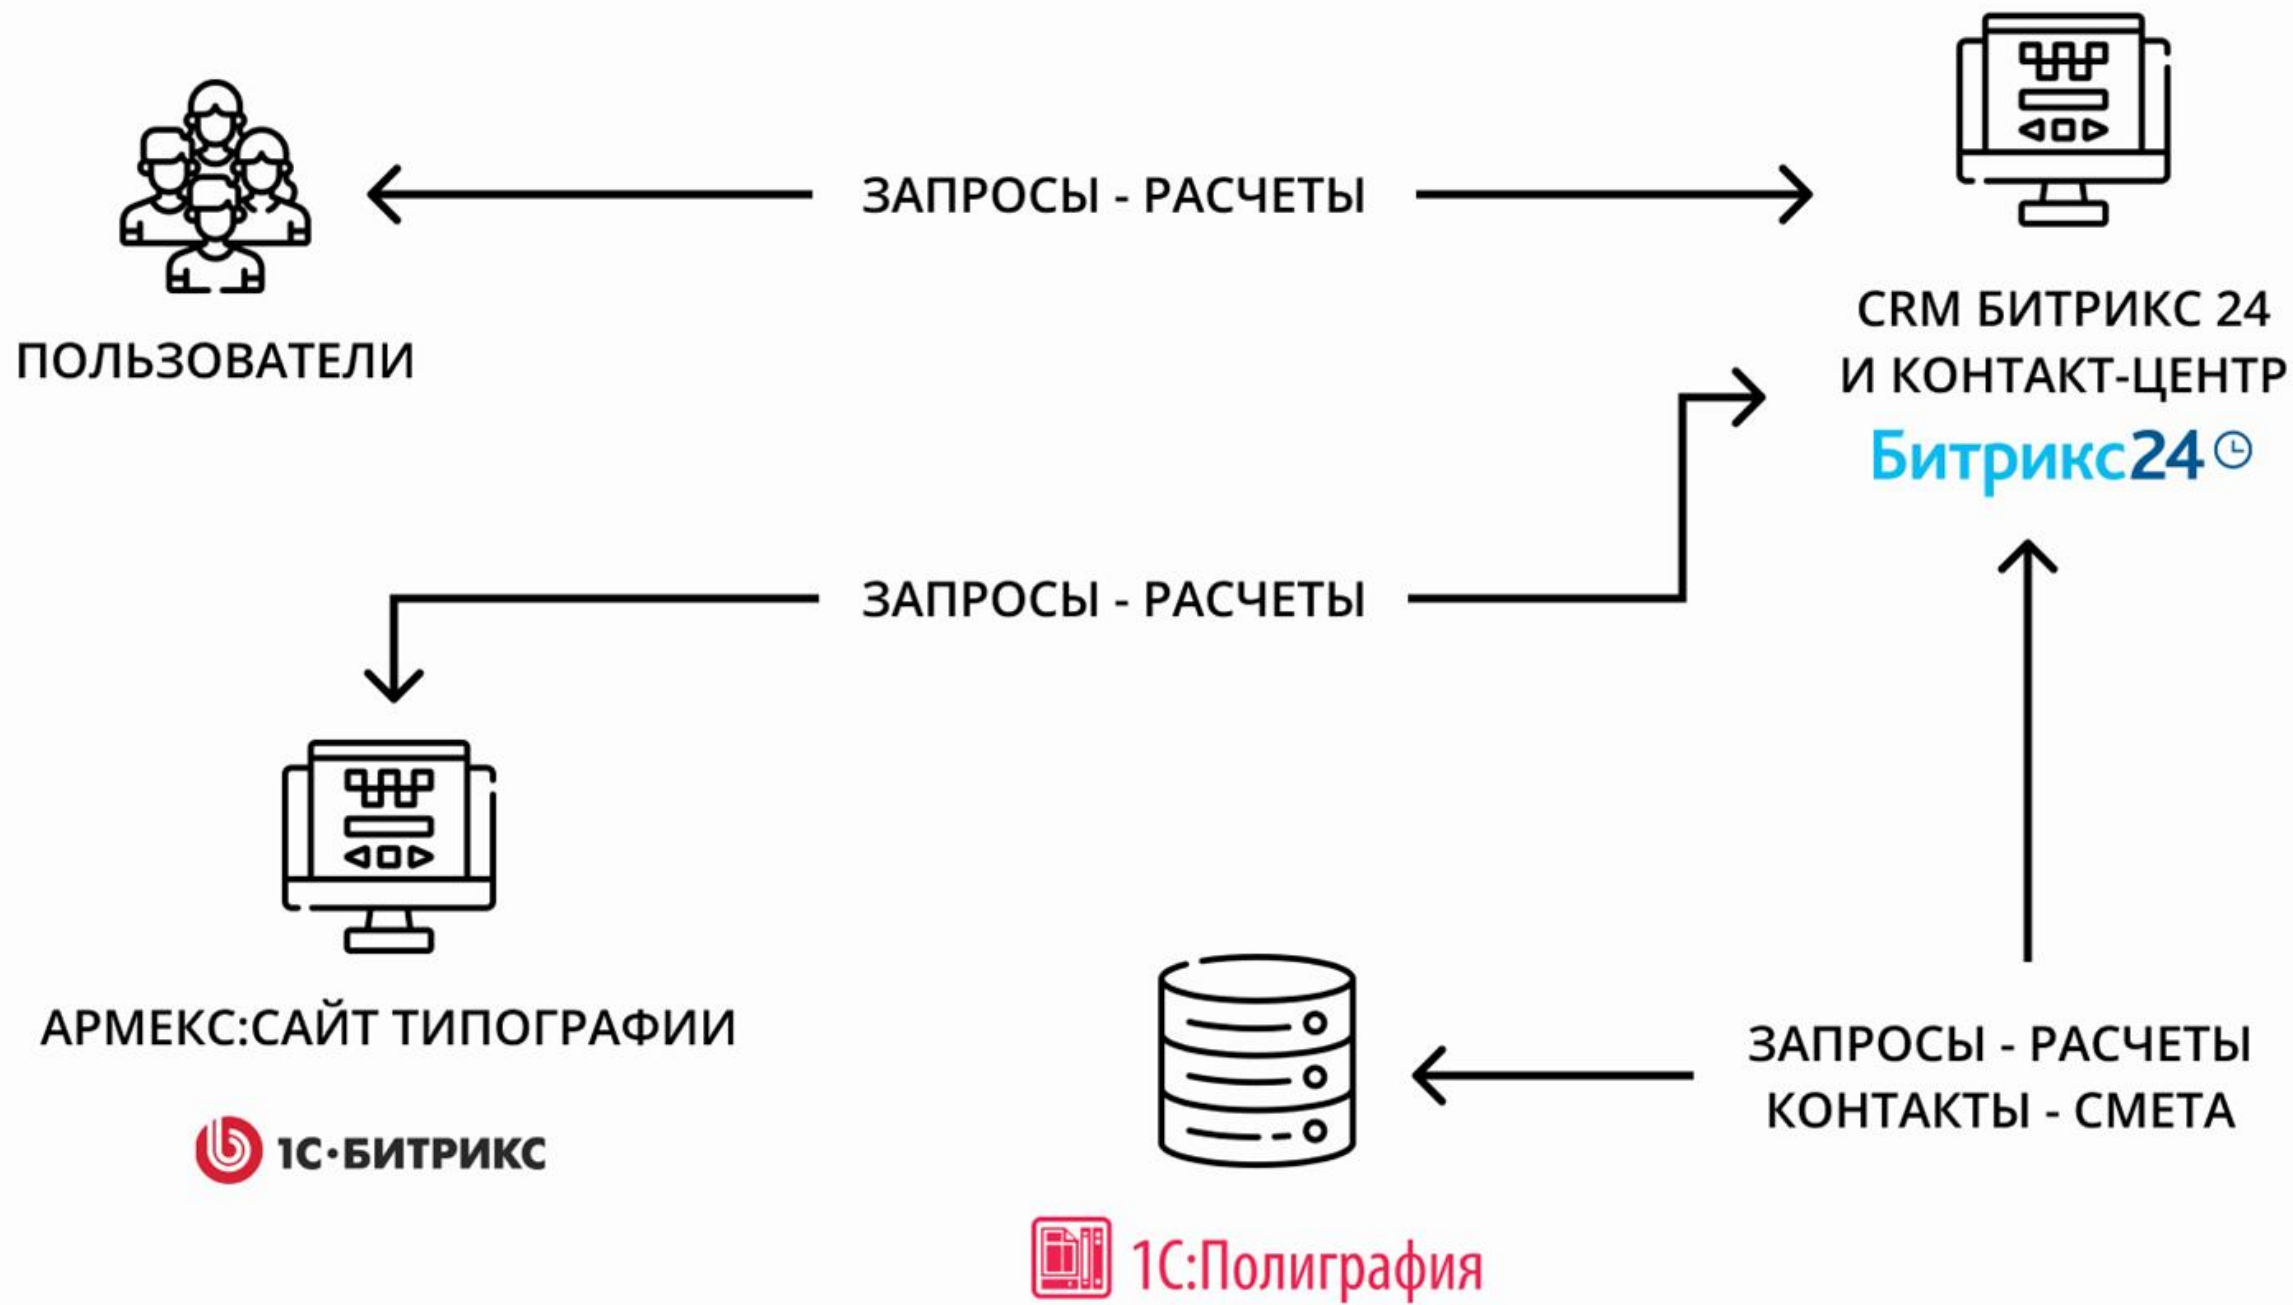 ЗАПРОСЫ - РАСЧЕТЫ
ПОЛЬЗОВАТЕЛИ
CRM БИТРИКС 24
И КОНТАКТ-ЦЕНТР
Битрикс24
ЗАПРОСЫ - РАСЧЕТЫ
АРМЕКС:САЙТ ТИПОГРАФИИ
1С·БИТРИКС
ЗАПРОСЫ - РАСЧЕТЫ
КОНТАКТЫ - СМЕТА
1С:Полиграфия